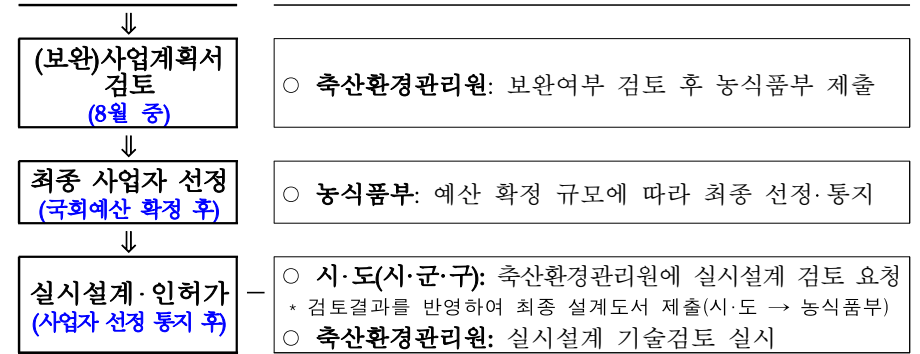 ⇓
(보완)사업계획서
검토
(8월 중)
○ 축산환경관리원: 보완여부 검토 후 농식품부 제출
⇓
최종 사업자 선정
(국회예산 확정 후)
○ 농식품부: 예산 확정 규모에 따라 최종 선정·통지
⇓
실시설계·인허가
(사업자 선정 통지 후)
○ 시·도(시·군·구): 축산환경관리원에 실시설계 검토 요청
* 검토결과를 반영하여 최종 설계도서 제출(시·도 → 농식품부)
○ 축산환경관리원: 실시설계 기술검토 실시